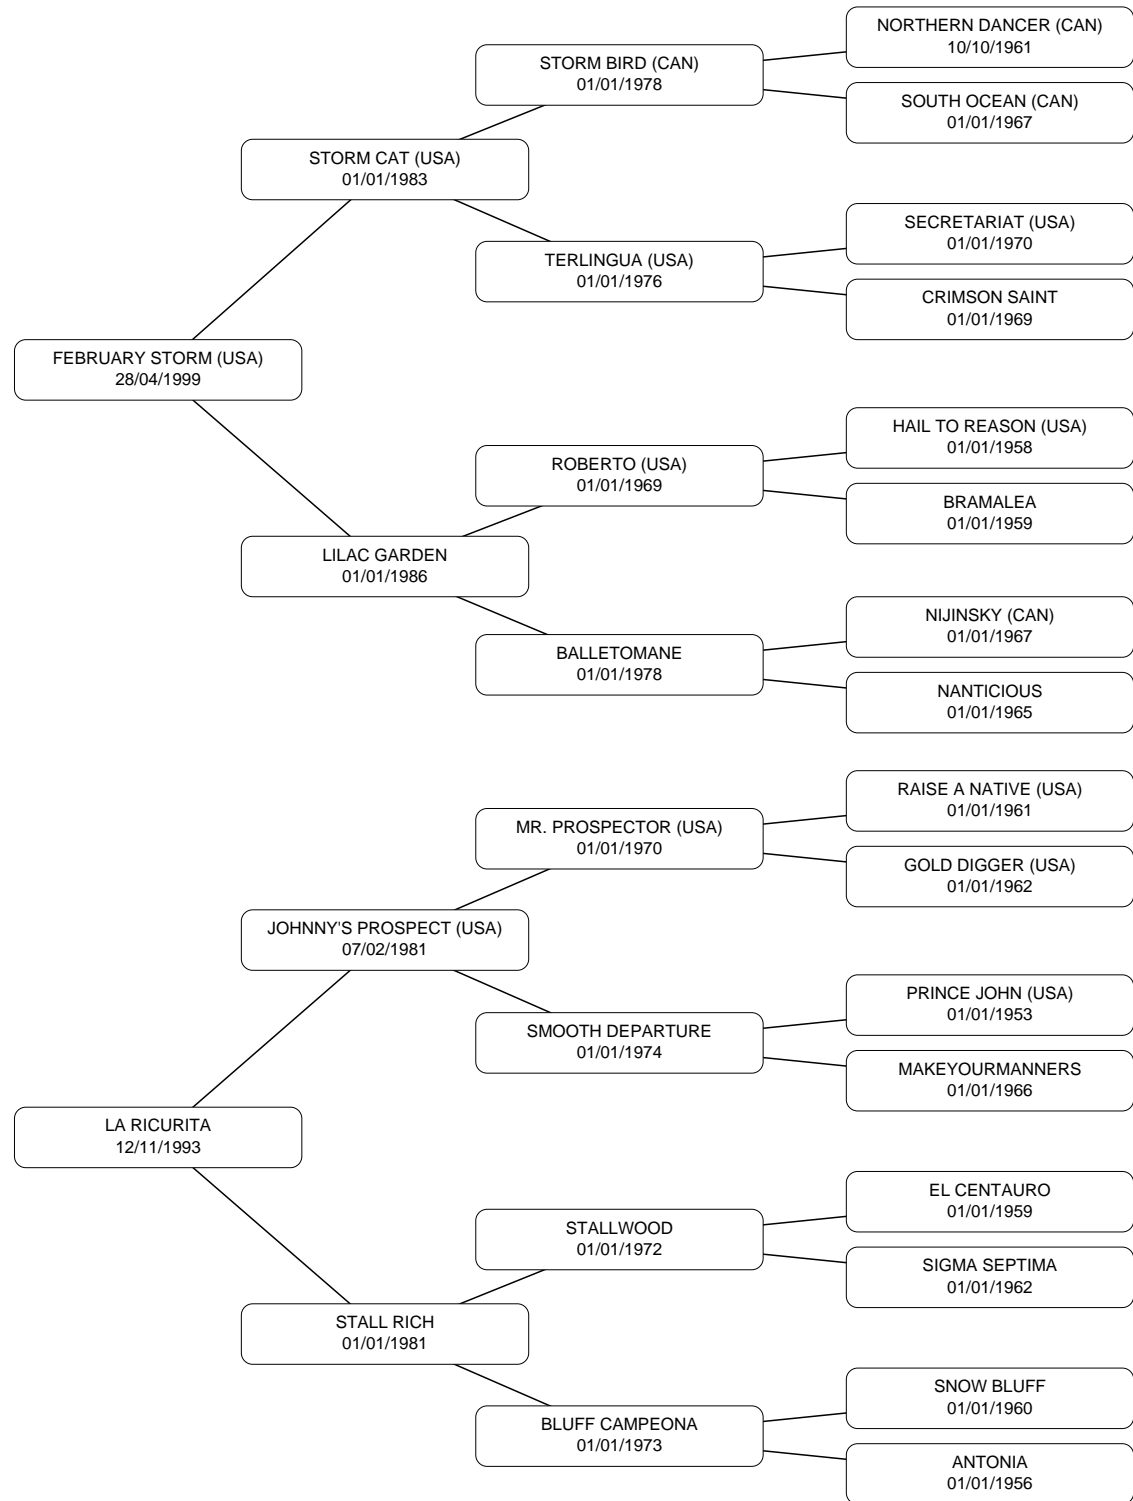 NORTHERN DANCER (CAN)
10/10/1961
STORM BIRD (CAN)
01/01/1978
SOUTH OCEAN (CAN)
01/01/1967
STORM CAT (USA)
01/01/1983
SECRETARIAT (USA)
01/01/1970
TERLINGUA (USA)
01/01/1976
CRIMSON SAINT
01/01/1969
FEBRUARY STORM (USA)
28/04/1999
HAIL TO REASON (USA)
01/01/1958
ROBERTO (USA)
01/01/1969
BRAMALEA
01/01/1959
LILAC GARDEN
01/01/1986
NIJINSKY (CAN)
01/01/1967
BALLETOMANE
01/01/1978
NANTICIOUS
01/01/1965
RAISE A NATIVE (USA)
01/01/1961
MR. PROSPECTOR (USA)
01/01/1970
GOLD DIGGER (USA)
01/01/1962
JOHNNY'S PROSPECT (USA)
07/02/1981
PRINCE JOHN (USA)
01/01/1953
SMOOTH DEPARTURE
01/01/1974
MAKEYOURMANNERS
01/01/1966
LA RICURITA
12/11/1993
EL CENTAURO
01/01/1959
STALLWOOD
01/01/1972
SIGMA SEPTIMA
01/01/1962
STALL RICH
01/01/1981
SNOW BLUFF
01/01/1960
BLUFF CAMPEONA
01/01/1973
ANTONIA
01/01/1956